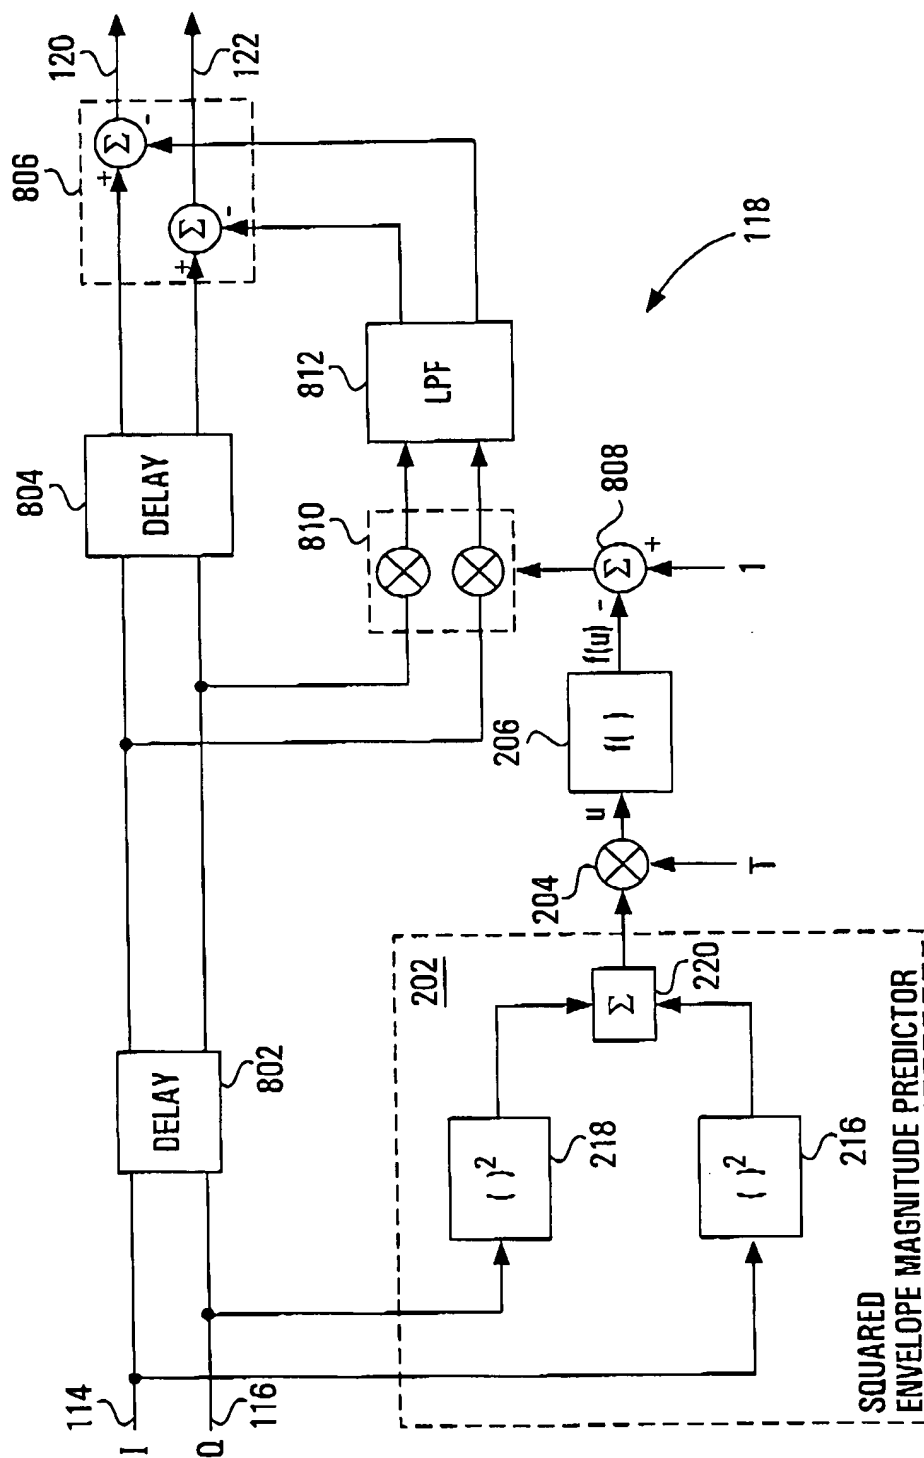 I
114
Q
116
DELAY
802
DELAY
804
806
+
Σ
-
120
+
Σ
-
122
810
812
LPF
( )²
218
( )²
216
Σ
220
202
SQUARED
ENVELOPE MAGNITUDE PREDICTOR
204
T
u
206
f( )
f(u)
-
Σ
+
808
1
118